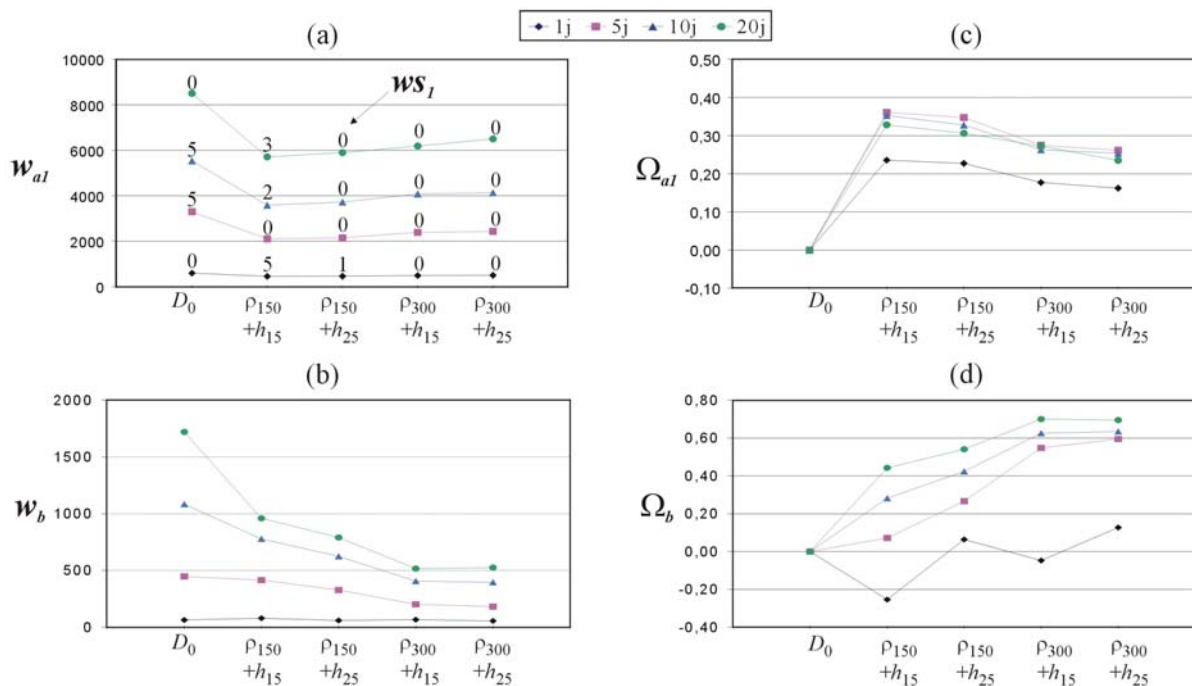 1j 5j 10j 20j
(a)
10000
8000
6000
4000
2000
0
w_a1
ws_1
0 3 0 0 0
5 2 0 0 0
5 0 0 0 0
0 5 1 0 0
D₀ ρ₁₅₀ ρ₁₅₀ ρ₃₀₀ ρ₃₀₀
+h₁₅ +h₂₅ +h₁₅ +h₂₅
(c)
0,50
0,40
0,30
0,20
0,10
0,00
-0,10
Ω_a1
D₀ ρ₁₅₀ ρ₁₅₀ ρ₃₀₀ ρ₃₀₀
+h₁₅ +h₂₅ +h₁₅ +h₂₅
(b)
2000
1500
1000
500
0
w_b
D₀ ρ₁₅₀ ρ₁₅₀ ρ₃₀₀ ρ₃₀₀
+h₁₅ +h₂₅ +h₁₅ +h₂₅
(d)
0,80
0,60
0,40
0,20
0,00
-0,20
-0,40
Ω_b
D₀ ρ₁₅₀ ρ₁₅₀ ρ₃₀₀ ρ₃₀₀
+h₁₅ +h₂₅ +h₁₅ +h₂₅